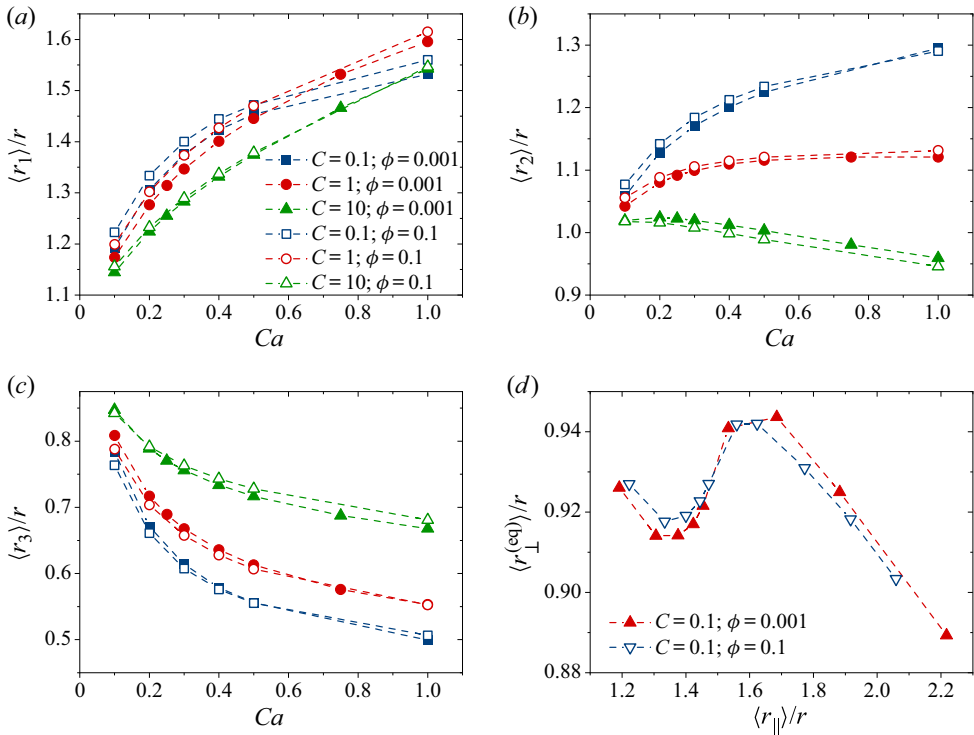 (a)
⟨r₁⟩/r
1.6
1.5
1.4
1.3
1.2
1.1
0 0.2 0.4 0.6 0.8 1.0
Ca
C = 0.1; ϕ = 0.001
C = 1; ϕ = 0.001
C = 10; ϕ = 0.001
C = 0.1; ϕ = 0.1
C = 1; ϕ = 0.1
C = 10; ϕ = 0.1
(b)
⟨r₂⟩/r
1.3
1.2
1.1
1.0
0.9
0 0.2 0.4 0.6 0.8 1.0
Ca
(c)
⟨r₃⟩/r
0.8
0.7
0.6
0.5
0 0.2 0.4 0.6 0.8 1.0
Ca
(d)
⟨r⊥^(eq)⟩/r
0.94
0.92
0.90
0.88
1.2 1.4 1.6 1.8 2.0 2.2
⟨r∥⟩/r
C = 0.1; ϕ = 0.001
C = 0.1; ϕ = 0.1